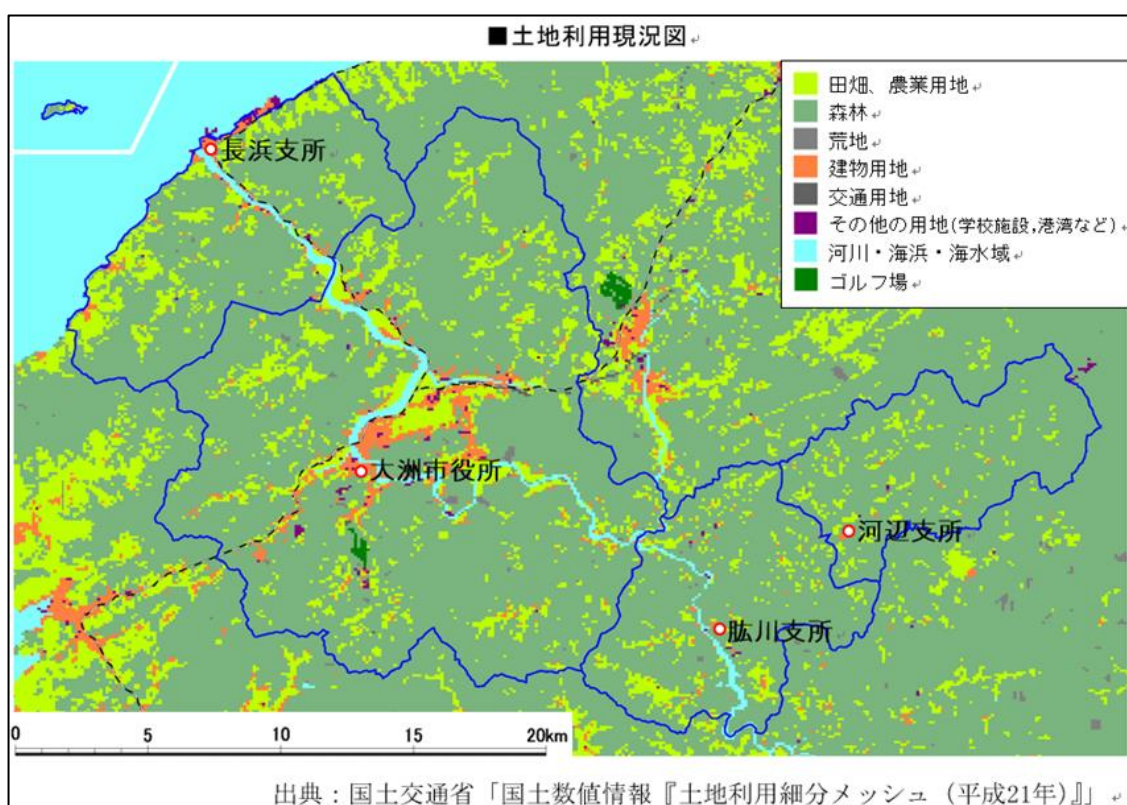 ■土地利用現況図
田畑、農業用地
森林
荒地
建物用地
交通用地
その他の用地(学校施設,港湾など)
河川・海浜・海水域
ゴルフ場
長浜支所
大洲市役所
河辺支所
肱川支所
0 5 10 15 20km
出典：国土交通省「国土数値情報『土地利用細分メッシュ（平成21年）』」